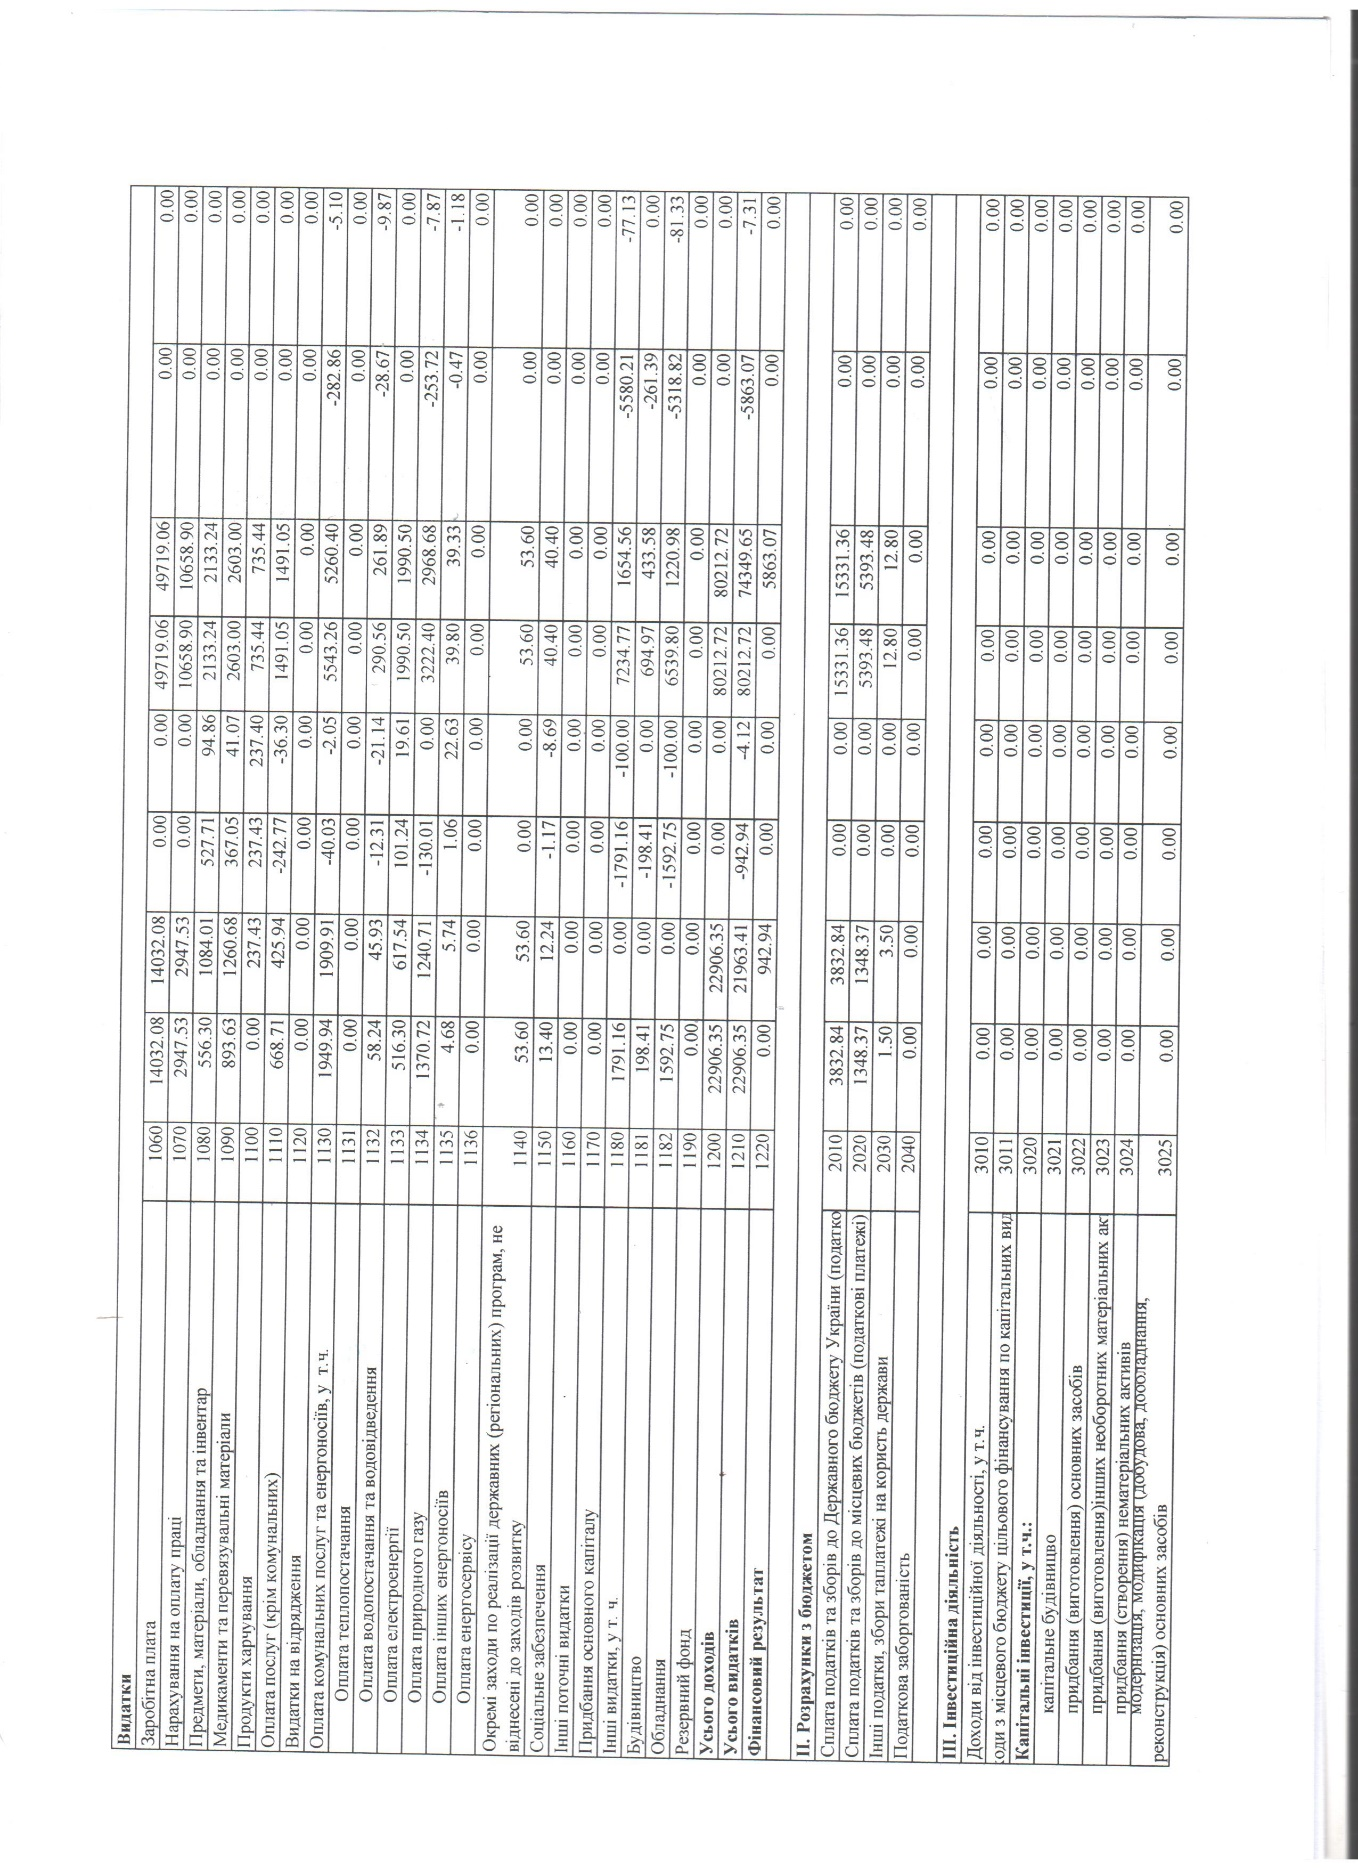 Видатки
Заробітна плата 1060 14032.08 14032.08 0.00 0.00 49719.06 49719.06 0.00 0.00
Нарахування на оплату праці 1070 2947.53 2947.53 0.00 0.00 10658.90 10658.90 0.00 0.00
Предмети, матеріали, обладнання та інвентар 1080 556.30 1084.01 527.71 94.86 2133.24 2133.24 0.00 0.00
Медикаменти та перевязувальні матеріали 1090 893.63 1260.68 367.05 41.07 2603.00 2603.00 0.00 0.00
Продукти харчування 1100 0.00 237.43 237.43 237.40 735.44 735.44 0.00 0.00
Оплата послуг (крім комунальних) 1110 668.71 425.94 -242.77 -36.30 1491.05 1491.05 0.00 0.00
Видатки на відрядження 1120 0.00 0.00 0.00 0.00 0.00 0.00 0.00 0.00
Оплата комунальних послуг та енергоносіїв, у т.ч. 1130 1949.94 1909.91 -40.03 -2.05 5543.26 5260.40 -282.86 -5.10
Оплата теплопостачання 1131 0.00 0.00 0.00 0.00 0.00 0.00 0.00 0.00
Оплата водопостачання та водовідведення 1132 58.24 45.93 -12.31 -21.14 290.56 261.89 -28.67 -9.87
Оплата електроенергії 1133 516.30 617.54 101.24 19.61 1990.50 1990.50 0.00 0.00
Оплата природного газу 1134 1370.72 1240.71 -130.01 0.00 3222.40 2968.68 -253.72 -7.87
Оплата інших енергоносіїв 1135 4.68 5.74 1.06 22.63 39.80 39.33 -0.47 -1.18
Оплата енергосервісу 1136 0.00 0.00 0.00 0.00 0.00 0.00 0.00 0.00
Окремі заходи по реалізації державних (регіональних) програм, не
віднесені до заходів розвитку 1140 53.60 53.60 0.00 0.00 53.60 53.60 0.00 0.00
Соціальне забезпечення 1150 13.40 12.24 -1.17 -8.69 40.40 40.40 0.00 0.00
Інші поточні видатки 1160 0.00 0.00 0.00 0.00 0.00 0.00 0.00 0.00
Придбання основного капіталу 1170 0.00 0.00 0.00 0.00 0.00 0.00 0.00 0.00
Інші видатки, у т. ч. 1180 1791.16 0.00 -1791.16 -100.00 7234.77 1654.56 -5580.21 -77.13
Будівництво 1181 198.41 0.00 -198.41 0.00 694.97 433.58 -261.39 0.00
Обладнання 1182 1592.75 0.00 -1592.75 -100.00 6539.80 1220.98 -5318.82 -81.33
Резервний фонд 1190 0.00 0.00 0.00 0.00 0.00 0.00 0.00 0.00
Усього доходів 1200 22906.35 22906.35 0.00 0.00 80212.72 80212.72 0.00 0.00
Усього видатків 1210 22906.35 21963.41 -942.94 -4.12 80212.72 74349.65 -5863.07 -7.31
Фінансовий результат 1220 0.00 942.94 0.00 0.00 0.00 5863.07 0.00 0.00
II. Розрахунки з бюджетом
Сплата податків та зборів до Державного бюджету України (податко 2010 3832.84 3832.84 0.00 0.00 15331.36 15331.36 0.00 0.00
Сплата податків та зборів до місцевих бюджетів (податкові платежі) 2020 1348.37 1348.37 0.00 0.00 5393.48 5393.48 0.00 0.00
Інші податки, збори таплатежі на користь держави 2030 1.50 3.50 0.00 0.00 12.80 12.80 0.00 0.00
Податкова заборгованість 2040 0.00 0.00 0.00 0.00 0.00 0.00 0.00 0.00
III. Інвестиційна діяльність
Доходи від інвестиційної діяльності, у т.ч. 3010 0.00 0.00 0.00 0.00 0.00 0.00 0.00 0.00
оди з місцевого бюджету цільового фінансування по капітальних вид 3011 0.00 0.00 0.00 0.00 0.00 0.00 0.00 0.00
Капітальні інвестиції, у т.ч.: 3020 0.00 0.00 0.00 0.00 0.00 0.00 0.00 0.00
капітальне будівництво 3021 0.00 0.00 0.00 0.00 0.00 0.00 0.00 0.00
придбання (виготовлення) основних засобів 3022 0.00 0.00 0.00 0.00 0.00 0.00 0.00 0.00
придбання (виготовлення)інших необоротних матеріальних ак 3023 0.00 0.00 0.00 0.00 0.00 0.00 0.00 0.00
придбання (створення) нематеріальних активів 3024 0.00 0.00 0.00 0.00 0.00 0.00 0.00 0.00
модернізація, модифікація (добудова, дообладнання,
реконструкція) основних засобів 3025 0.00 0.00 0.00 0.00 0.00 0.00 0.00 0.00